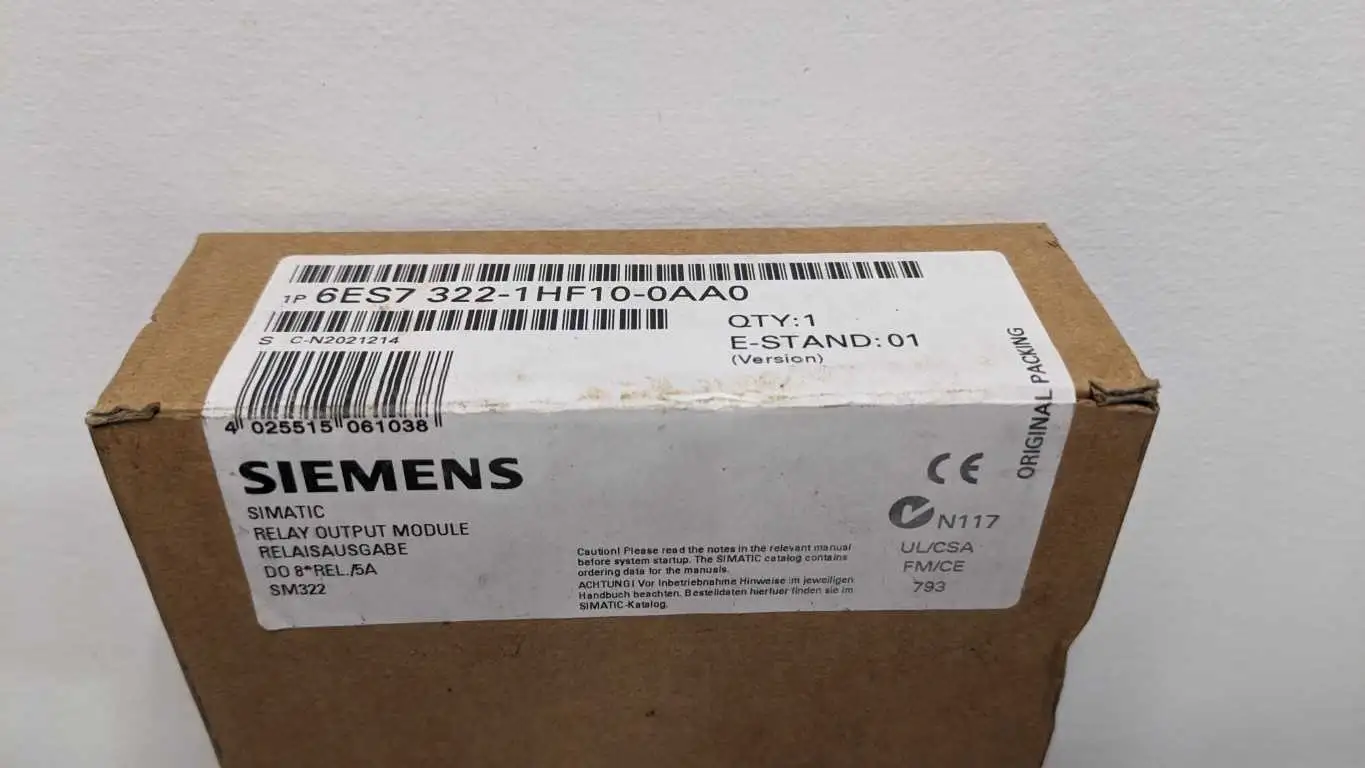 1P 6ES7 322-1HF10-0AA0
S C-N2021214
QTY:1
E-STAND:01
(Version)
4 025515 061038
ORIGINAL PACKING
SIEMENS
SIMATIC
RELAY OUTPUT MODULE
RELAISAUSGABE
DO 8*REL./5A
SM322
Caution! Please read the notes in the relevant manual
before system startup. The SIMATIC catalog contains
ordering data for the manuals.
ACHTUNG! Vor Inbetriebnahme Hinweise im jeweiligen
Handbuch beachten. Bestelldaten hierfuer finden sie im
SIMATIC-Katalog.
CE
N117
UL/CSA
FM/CE
793